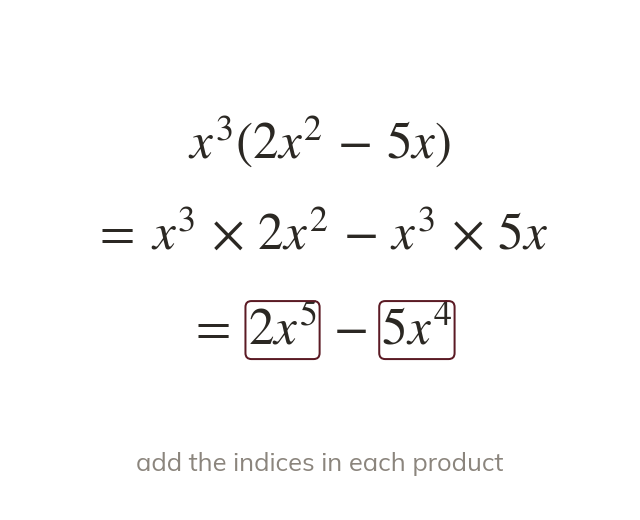 x³(2x² − 5x)
= x³ × 2x² − x³ × 5x
= 2x⁵ − 5x⁴
add the indices in each product